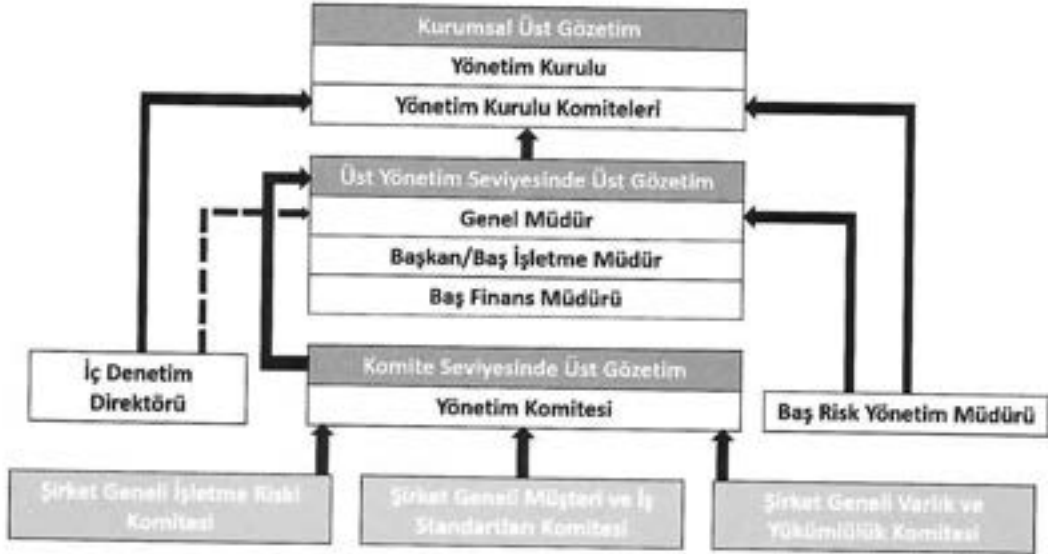 Kurumsal Üst Gözetim
Yönetim Kurulu
Yönetim Kurulu Komiteleri
Üst Yönetim Seviyesinde Üst Gözetim
Genel Müdür
Başkan/Baş İşletme Müdür
Baş Finans Müdürü
İç Denetim
Direktörü
Komite Seviyesinde Üst Gözetim
Yönetim Komitesi
Baş Risk Yönetim Müdürü
Şirket Geneli İşletme Riski
Komitesi
Şirket Geneli Müşteri ve İş
Standartları Komitesi
Şirket Geneli Varlık ve
Yükümlülük Komitesi